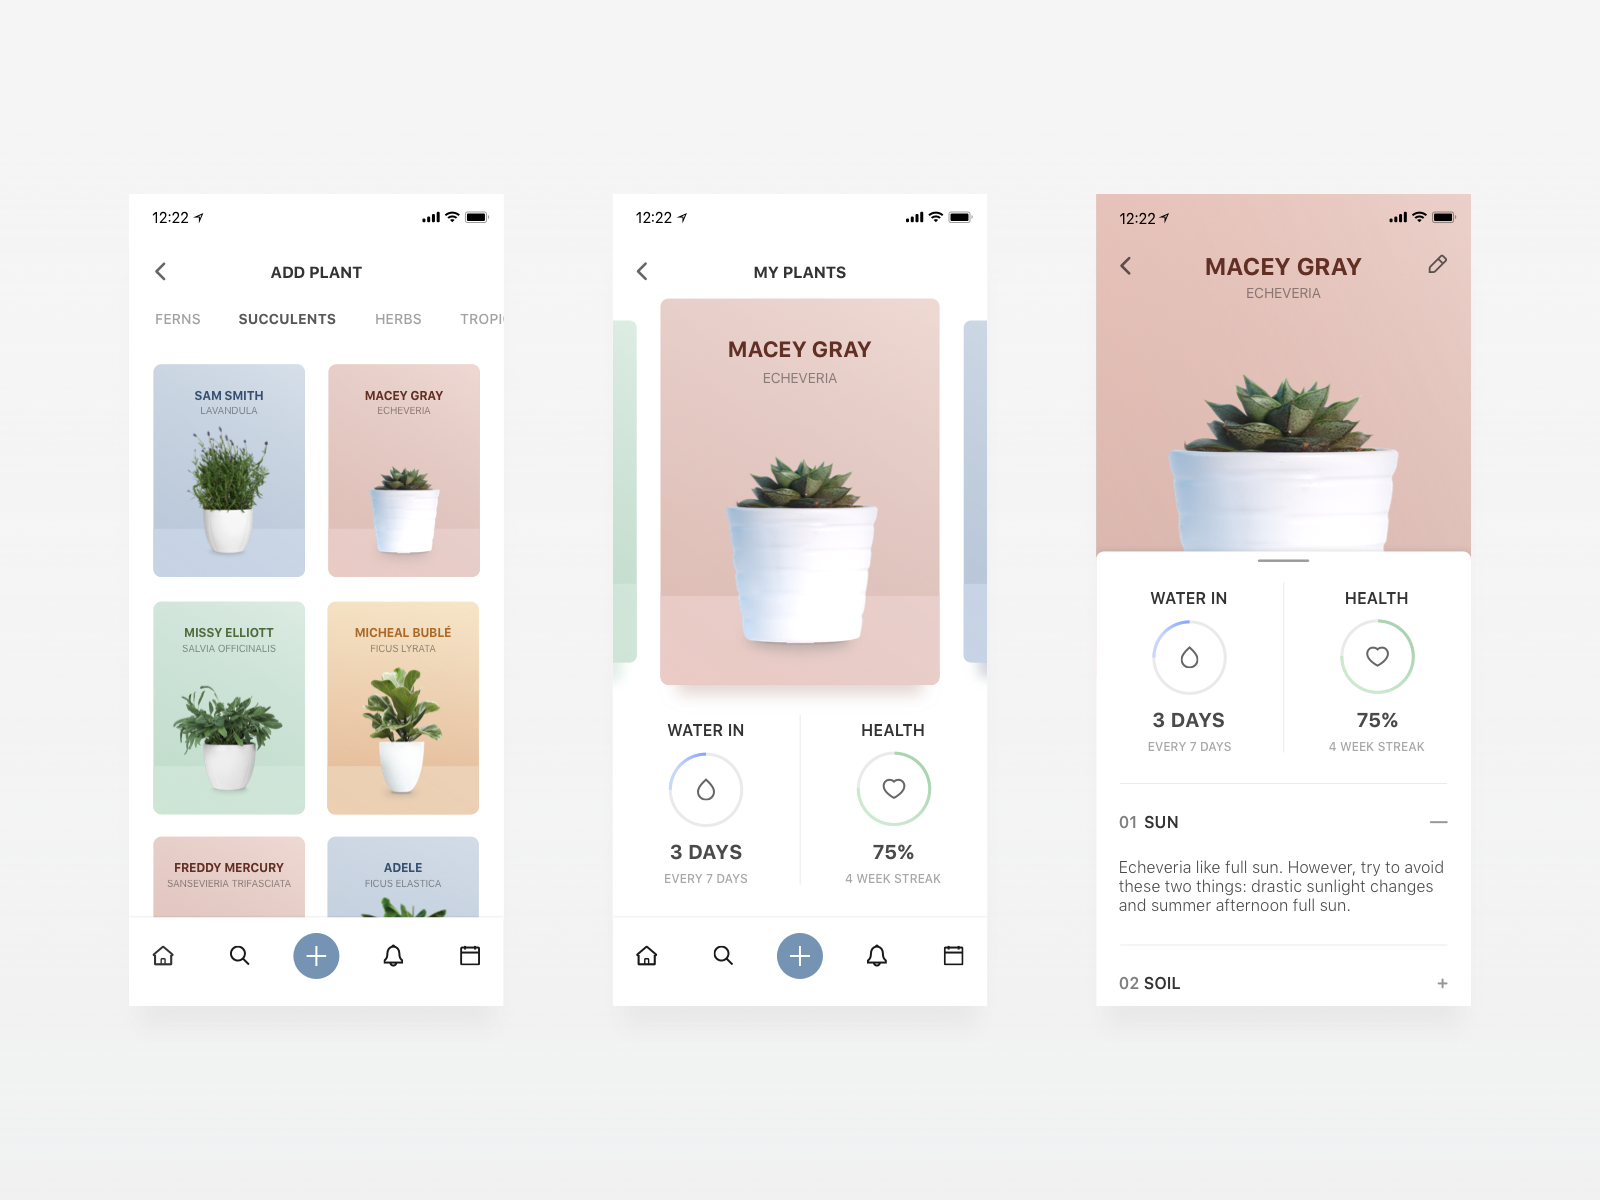 12:22
ADD PLANT
FERNS SUCCULENTS HERBS TROPI
SAM SMITH
LAVANDULA
MACEY GRAY
ECHEVERIA
MISSY ELLIOTT
SALVIA OFFICINALIS
MICHEAL BUBLÉ
FICUS LYRATA
FREDDY MERCURY
SANSEVIERIA TRIFASCIATA
ADELE
FICUS ELASTICA
12:22
MY PLANTS
MACEY GRAY
ECHEVERIA
WATER IN
3 DAYS
EVERY 7 DAYS
HEALTH
75%
4 WEEK STREAK
12:22
MACEY GRAY
ECHEVERIA
WATER IN
3 DAYS
EVERY 7 DAYS
HEALTH
75%
4 WEEK STREAK
01 SUN
Echeveria like full sun. However, try to avoid
these two things: drastic sunlight changes
and summer afternoon full sun.
02 SOIL